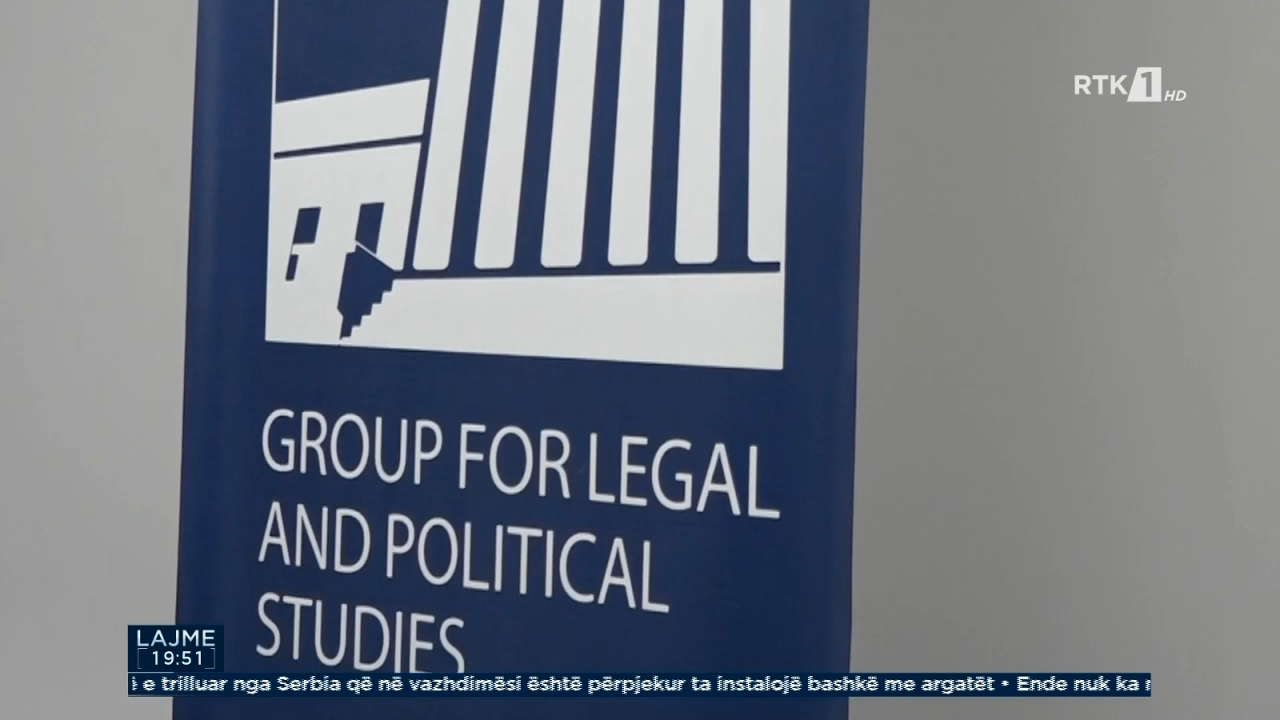 RTK 1 HD
GROUP FOR LEGAL
AND POLITICAL
STUDIES
LAJME
19:51
e trilluar nga Serbia që në vazhdimësi është përpjekur ta instalojë bashkë me argatët • Ende nuk ka